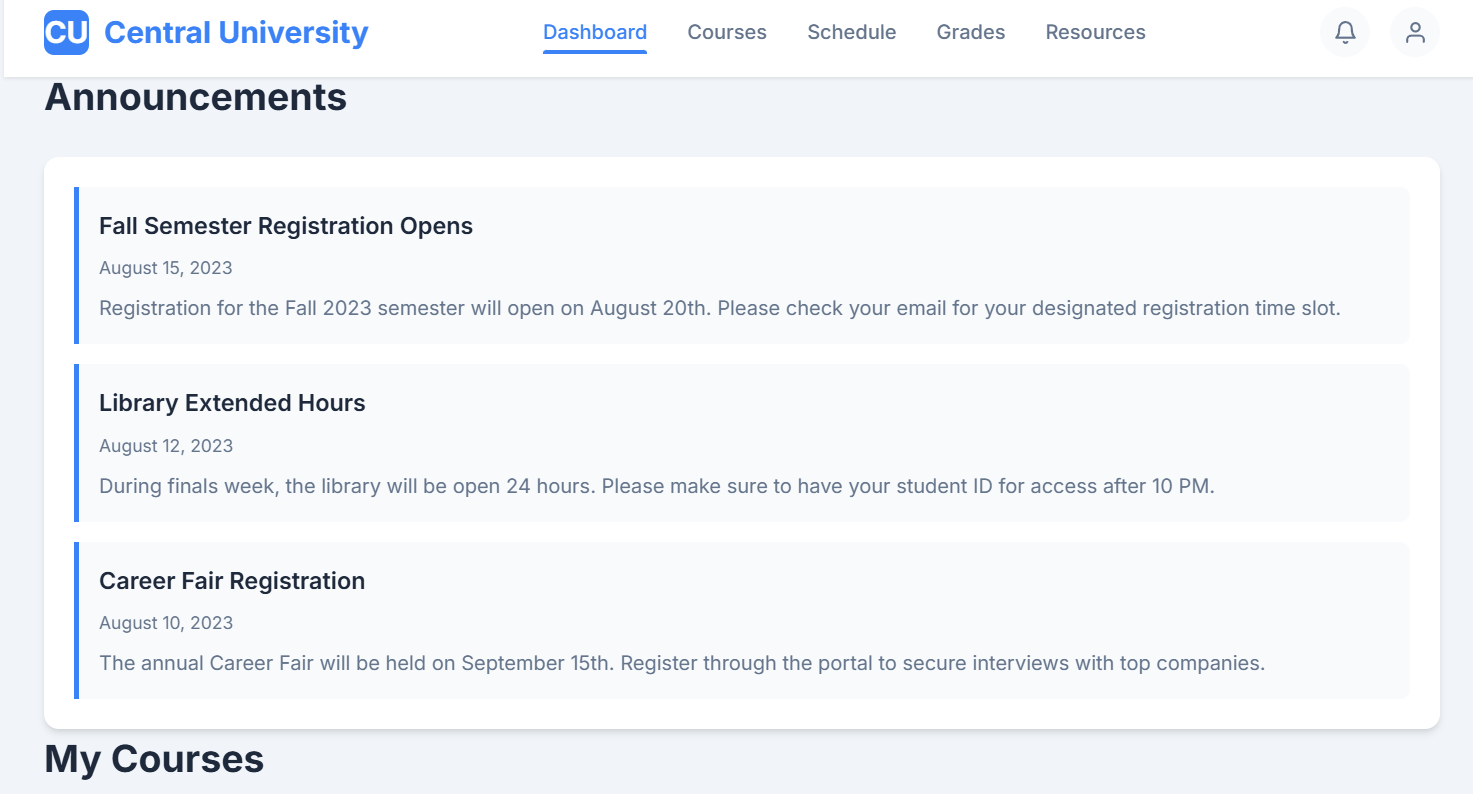 CU Central University
Dashboard Courses Schedule Grades Resources
Announcements
Fall Semester Registration Opens
August 15, 2023
Registration for the Fall 2023 semester will open on August 20th. Please check your email for your designated registration time slot.
Library Extended Hours
August 12, 2023
During finals week, the library will be open 24 hours. Please make sure to have your student ID for access after 10 PM.
Career Fair Registration
August 10, 2023
The annual Career Fair will be held on September 15th. Register through the portal to secure interviews with top companies.
My Courses